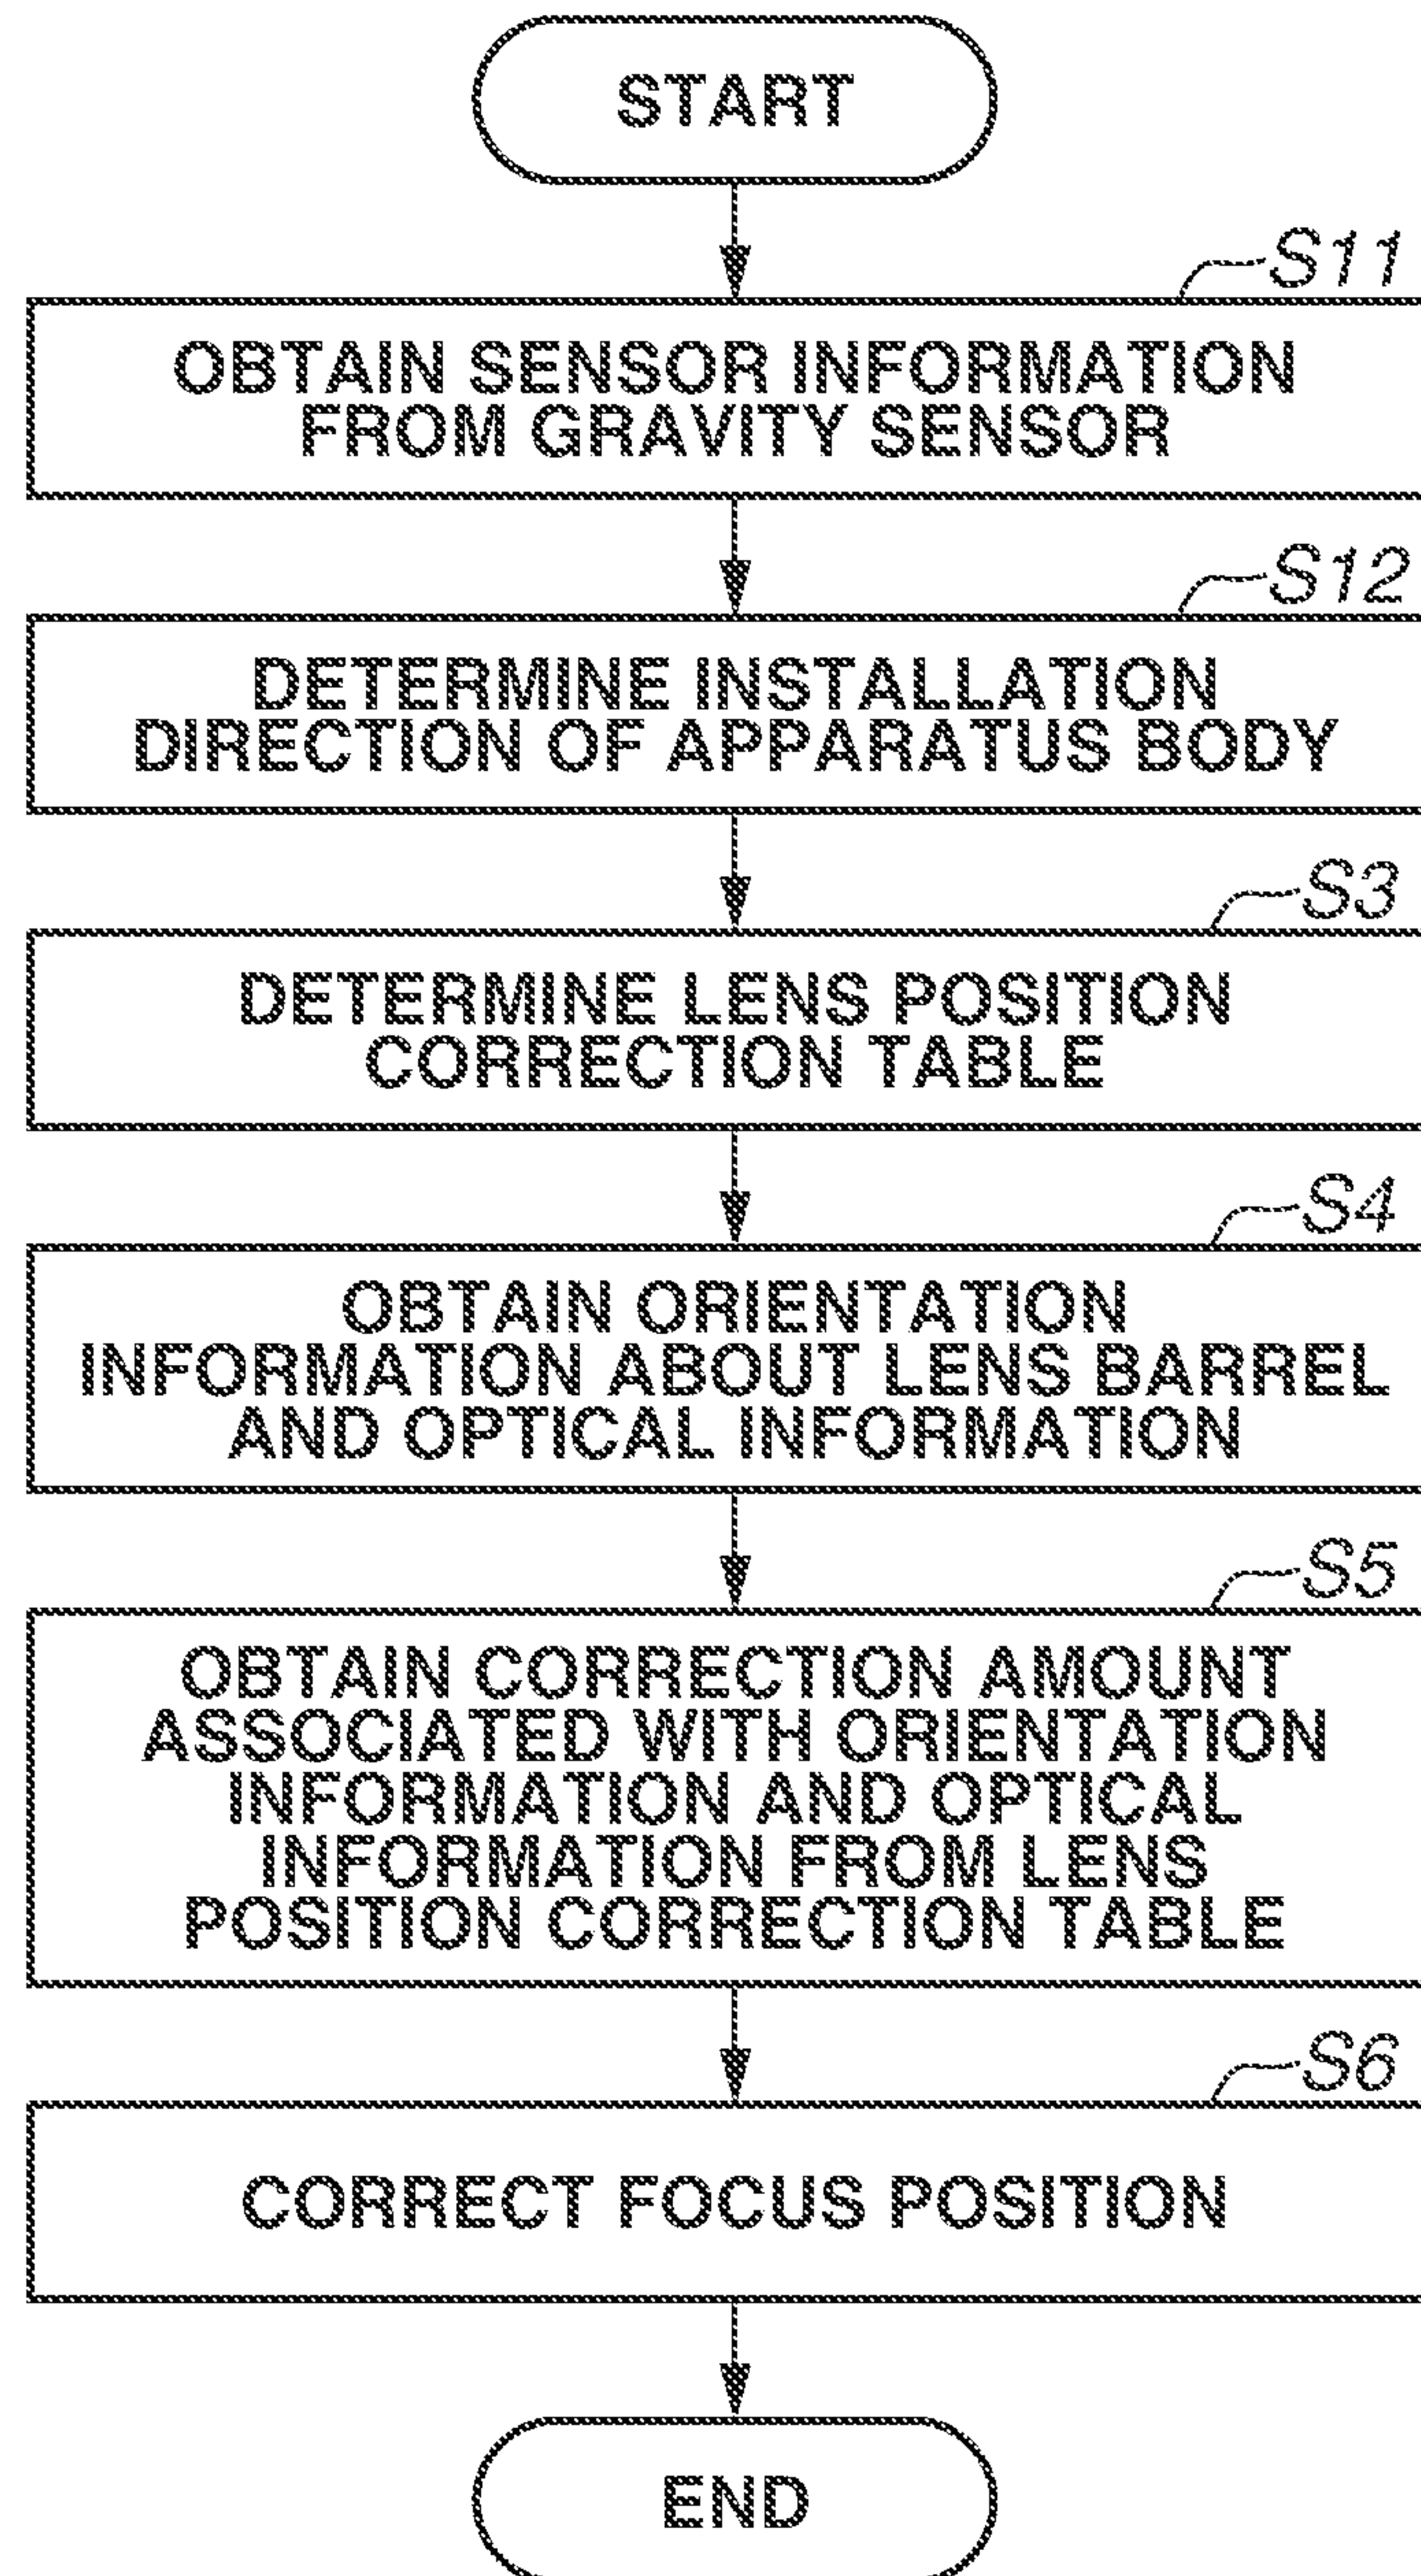 START
S11
OBTAIN SENSOR INFORMATION
FROM GRAVITY SENSOR
S12
DETERMINE INSTALLATION
DIRECTION OF APPARATUS BODY
S3
DETERMINE LENS POSITION
CORRECTION TABLE
S4
OBTAIN ORIENTATION
INFORMATION ABOUT LENS BARREL
AND OPTICAL INFORMATION
S5
OBTAIN CORRECTION AMOUNT
ASSOCIATED WITH ORIENTATION
INFORMATION AND OPTICAL
INFORMATION FROM LENS
POSITION CORRECTION TABLE
S6
CORRECT FOCUS POSITION
END